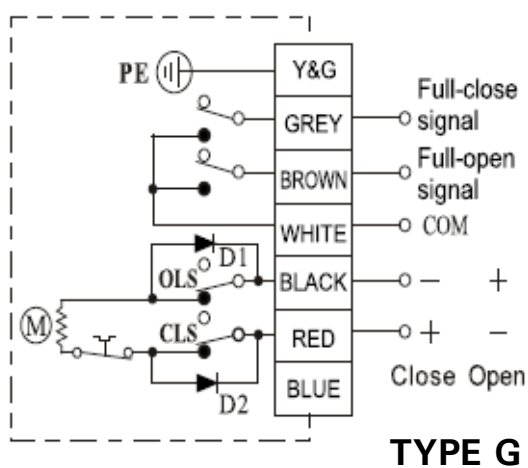 PE
Y&G
GREY
Full-close
signal
BROWN
Full-open
signal
WHITE
COM
D1
OLS
BLACK
− +
M
CLS
RED
+ −
Close Open
BLUE
D2
TYPE G